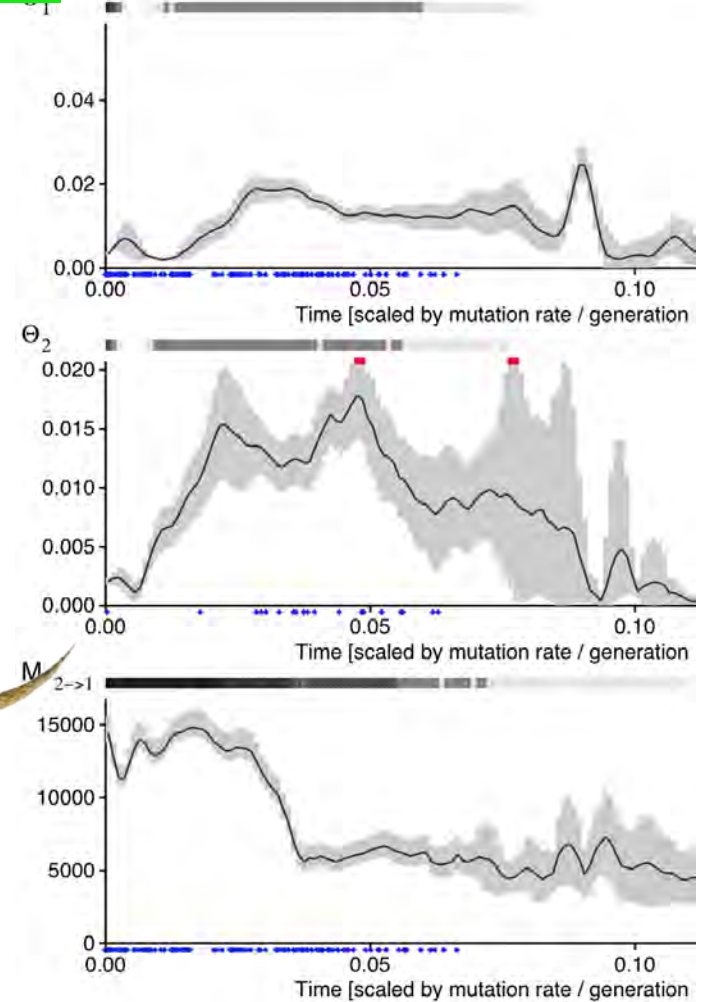 Θ 1
0.04
0.02
0.00
0.00 0.05 0.10
Time [scaled by mutation rate / generation
Θ 2
0.020
0.015
0.010
0.005
0.000
0.00 0.05 0.10
Time [scaled by mutation rate / generation
M 2->1
15000
10000
5000
0
0.00 0.05 0.10
Time [scaled by mutation rate / generation